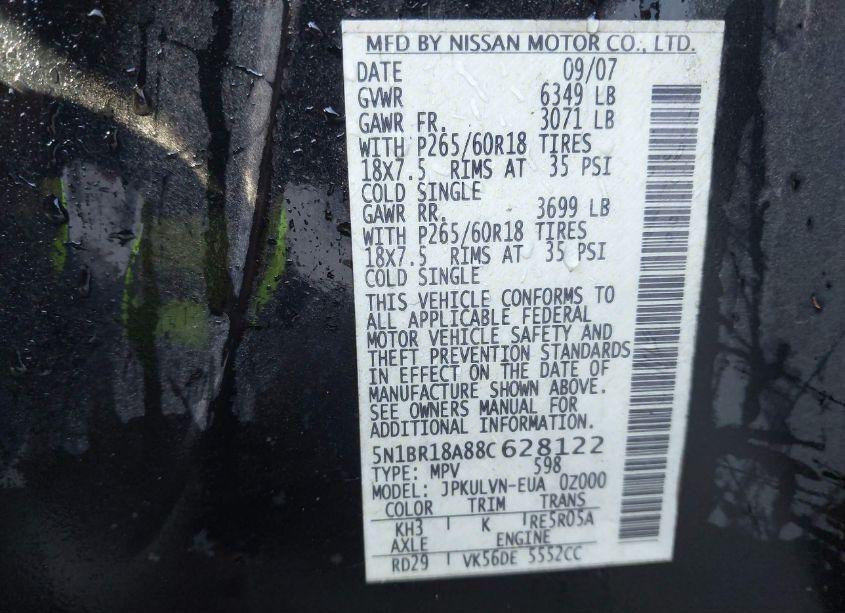 MFD BY NISSAN MOTOR CO., LTD.
DATE 09/07
GVWR 6349 LB
GAWR FR. 3071 LB
WITH P265/60R18 TIRES
18X7.5 RIMS AT 35 PSI
COLD SINGLE
GAWR RR. 3699 LB
WITH P265/60R18 TIRES
18X7.5 RIMS AT 35 PSI
COLD SINGLE
THIS VEHICLE CONFORMS TO
ALL APPLICABLE FEDERAL
MOTOR VEHICLE SAFETY AND
THEFT PREVENTION STANDARDS
IN EFFECT ON THE DATE OF
MANUFACTURE SHOWN ABOVE.
SEE OWNERS MANUAL FOR
ADDITIONAL INFORMATION.
5N1BR18A88C628122
TYPE: MPV 598
MODEL: JPKULVN-EUA 0Z000
COLOR TRIM TRANS
KH3 K RE5R05A
AXLE ENGINE
RD29 VK56DE 5552CC